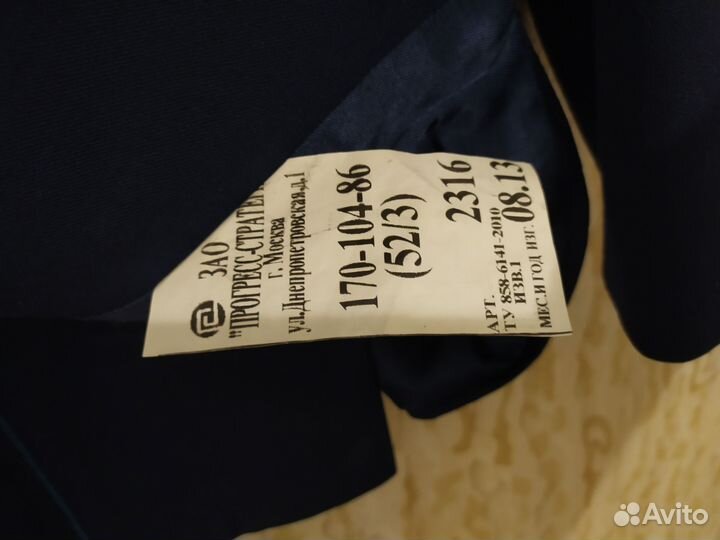 ЗАО
"ПРОГРЕСС-СТРАТЕГ
г. Москва
ул.Днепропетровская,д.1
170-104-86
(52/3)
2316
АРТ.
ТУ 858-6141-2010
ИЗВ.1
МЕС.И ГОД ИЗГ. 08.13
Avito